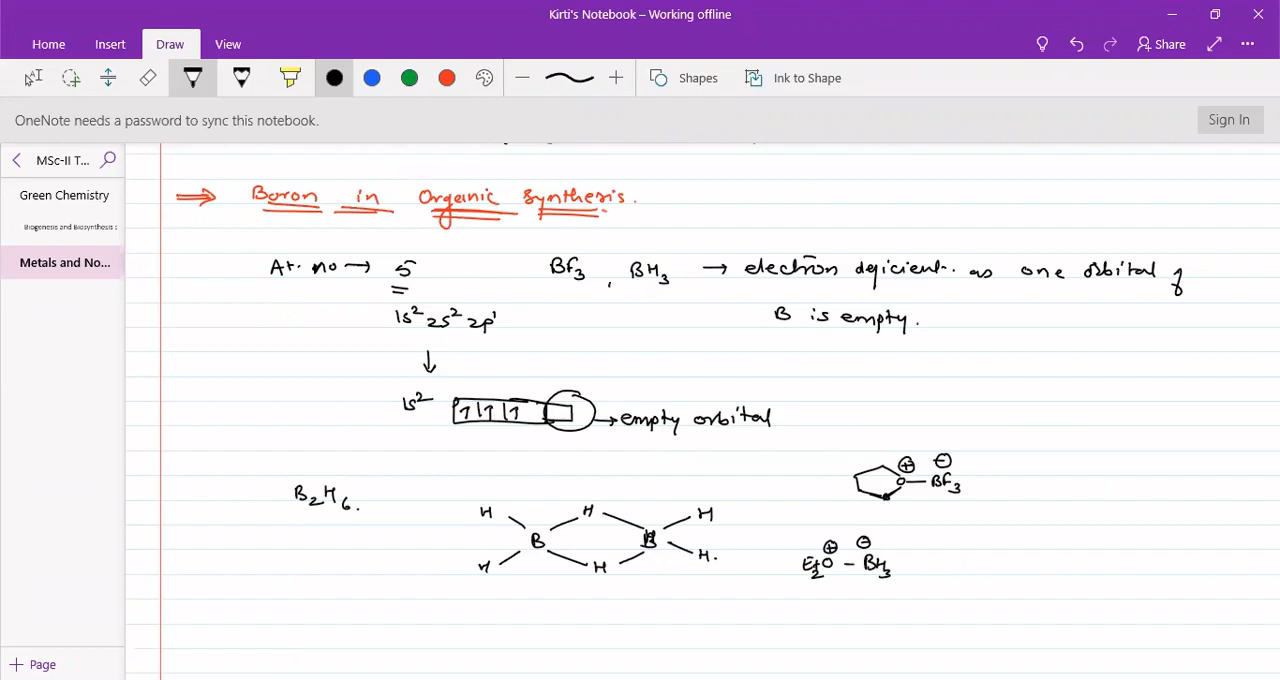 Kirti's Notebook – Working offline
Home Insert Draw View
Share
Shapes Ink to Shape
OneNote needs a password to sync this notebook.
Sign In
MSc-II T...
Green Chemistry
Biogenesis and Biosynthesis
Metals and No...
Page
⇒ Boron in Organic Synthesis.
At. no → 5 BF3, BH3 → electron deficient. as one orbital of
B is empty.
1s² 2s² 2p¹
↓
1s² ↑ ↑ ↑ → empty orbital
B2H6.
H H H
B B
H H H.
⊕ ⊖
O – BF3
⊕ ⊖
Et2O – BH3